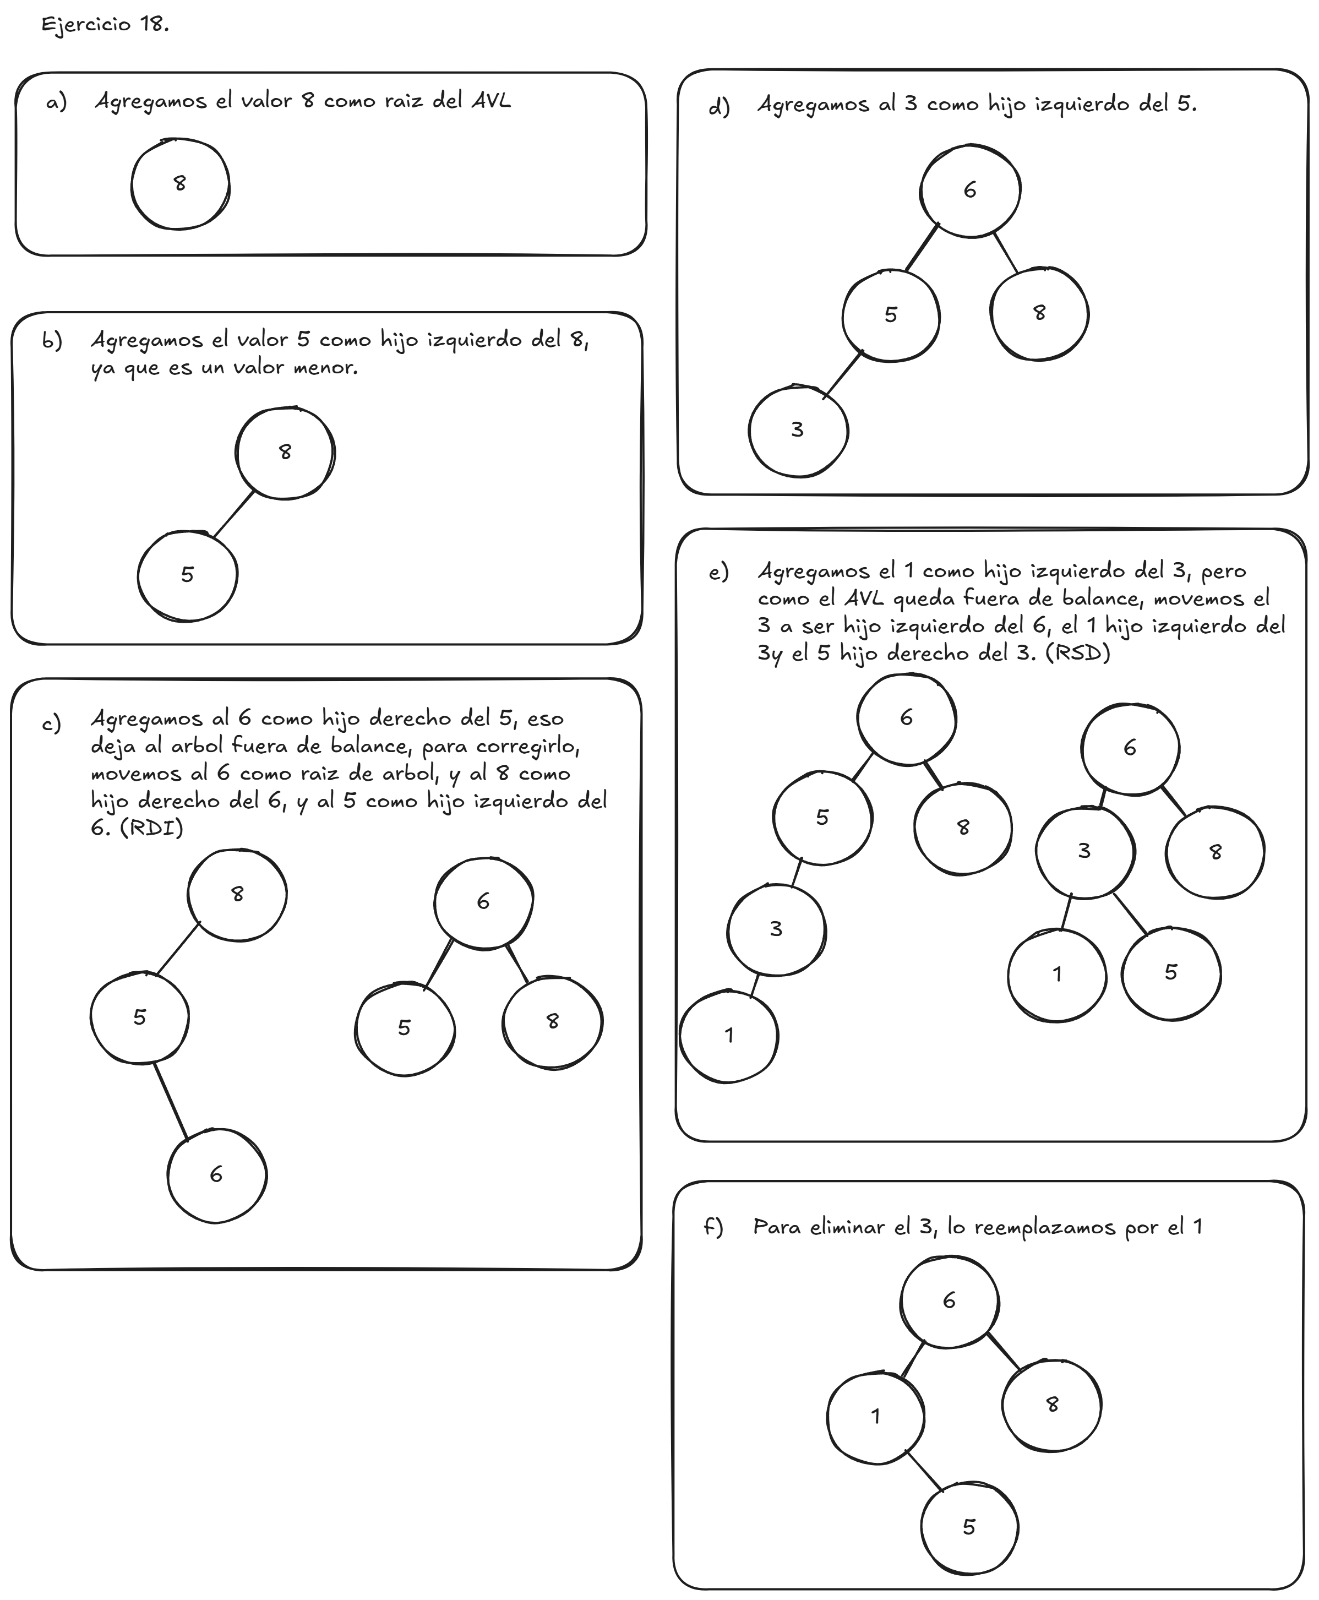 Ejercicio 18.
a) Agregamos el valor 8 como raiz del AVL
8
b) Agregamos el valor 5 como hijo izquierdo del 8,
ya que es un valor menor.
8
5
c) Agregamos al 6 como hijo derecho del 5, eso
deja al arbol fuera de balance, para corregirlo,
movemos al 6 como raiz de arbol, y al 8 como
hijo derecho del 6, y al 5 como hijo izquierdo del
6. (RDI)
8
5
6
6
5
8
d) Agregamos al 3 como hijo izquierdo del 5.
6
5
8
3
e) Agregamos el 1 como hijo izquierdo del 3, pero
como el AVL queda fuera de balance, movemos el
3 a ser hijo izquierdo del 6, el 1 hijo izquierdo del
3y el 5 hijo derecho del 3. (RSD)
6
5
8
3
1
6
3
8
1
5
f) Para eliminar el 3, lo reemplazamos por el 1
6
1
8
5